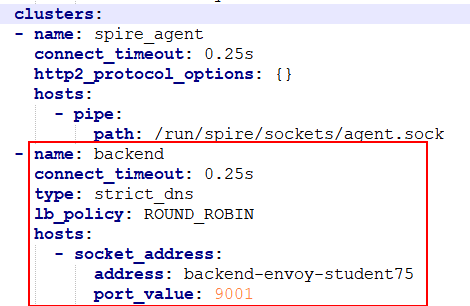 clusters:
- name: spire_agent
connect_timeout: 0.25s
http2_protocol_options: {}
hosts:
- pipe:
path: /run/spire/sockets/agent.sock
- name: backend
connect_timeout: 0.25s
type: strict_dns
lb_policy: ROUND_ROBIN
hosts:
- socket_address:
address: backend-envoy-student75
port_value: 9001